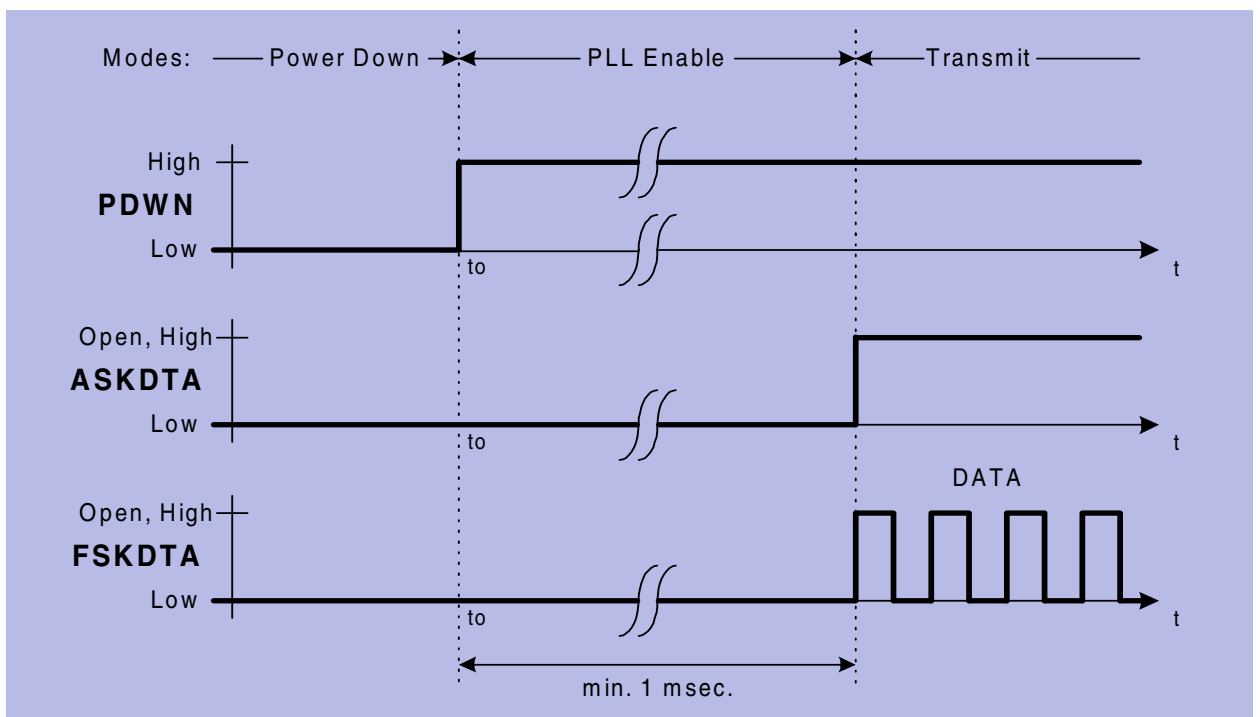 Modes: Power Down PLL Enable Transmit
High
PDWN
Low
to
t
Open, High
ASKDTA
Low
to
t
DATA
Open, High
FSKDTA
Low
to
t
min. 1 msec.